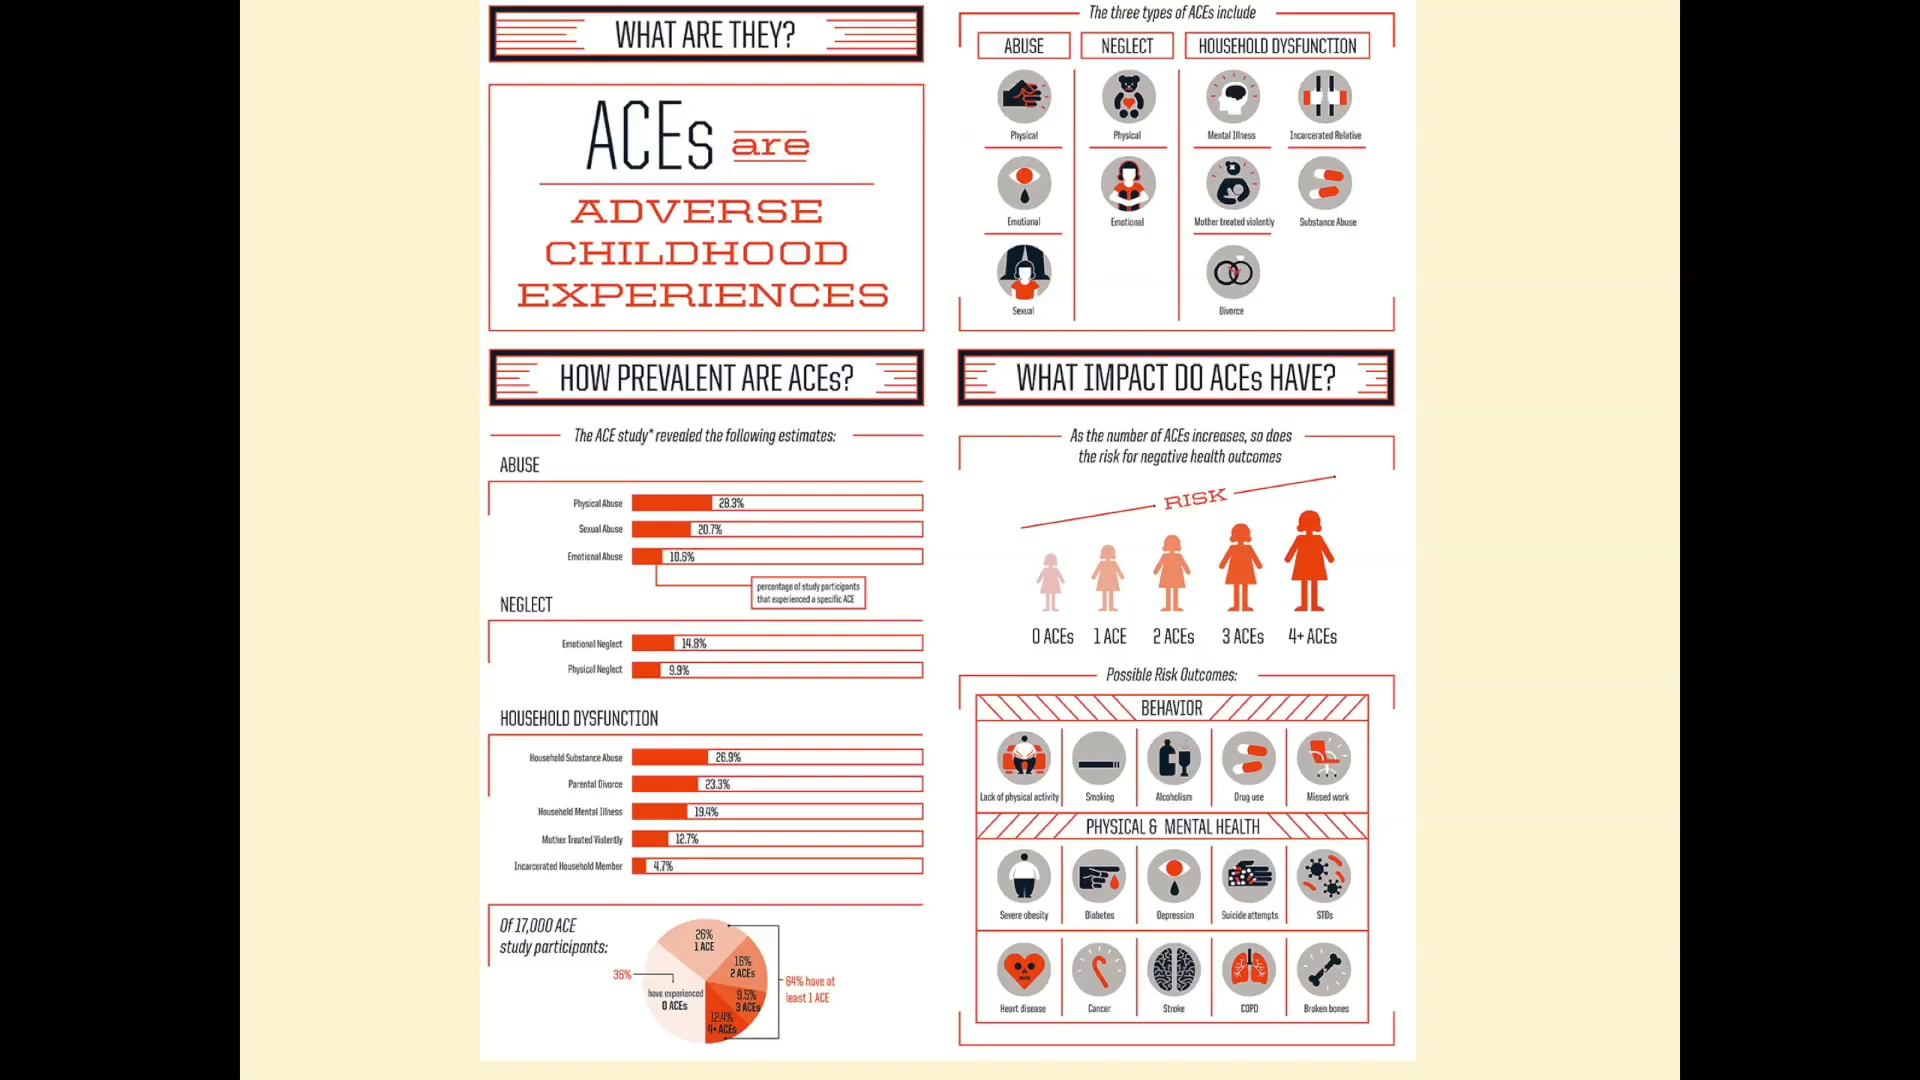 WHAT ARE THEY?
ACEs are
ADVERSE
CHILDHOOD
EXPERIENCES
The three types of ACEs include
ABUSE
NEGLECT
HOUSEHOLD DYSFUNCTION
Physical
Emotional
Sexual
Physical
Emotional
Mental Illness
Incarcerated Relative
Mother treated violently
Substance Abuse
Divorce
HOW PREVALENT ARE ACEs?
The ACE study* revealed the following estimates:
ABUSE
Physical Abuse 28.3%
Sexual Abuse 20.7%
Emotional Abuse 10.6%
percentage of study participants
that experienced a specific ACE
NEGLECT
Emotional Neglect 14.8%
Physical Neglect 9.9%
HOUSEHOLD DYSFUNCTION
Household Substance Abuse 26.9%
Parental Divorce 23.3%
Household Mental Illness 19.4%
Mother Treated Violently 12.7%
Incarcerated Household Member 4.7%
Of 17,000 ACE
study participants:
36%
have experienced
0 ACEs
26%
1 ACE
16%
2 ACEs
9.5%
3 ACEs
12.4%
4+ ACEs
64% have at
least 1 ACE
WHAT IMPACT DO ACEs HAVE?
As the number of ACEs increases, so does
the risk for negative health outcomes
RISK
0 ACEs 1 ACE 2 ACEs 3 ACEs 4+ ACEs
Possible Risk Outcomes:
BEHAVIOR
Lack of physical activity Smoking Alcoholism Drug use Missed work
PHYSICAL & MENTAL HEALTH
Severe obesity Diabetes Depression Suicide attempts STDs
Heart disease Cancer Stroke COPD Broken bones